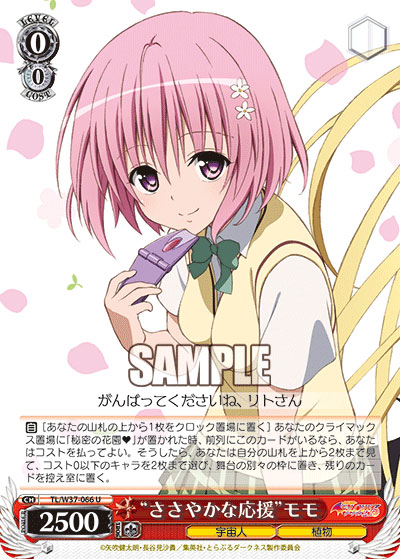 LEVEL
0
0
COST
SAMPLE
がんばってくださいね、リトさん
自 [あなたの山札の上から1枚をクロック置場に置く] あなたのクライマックス
置場に「秘密の花園♥」が置かれた時、前列にこのカードがいるなら、あなた
はコストを払ってよい。そうしたら、あなたは自分の山札を上から2枚まで見
て、コスト0以下のキャラを2枚まで選び、舞台の別々の枠に置き、残りのカー
ドを控え室に置く。
CH TL/W37-066 U
2500
“ささやかな応援”モモ
宇宙人
植物
©矢吹健太朗・長谷見沙貴／集英社・とらぶるダークネス製作委員会